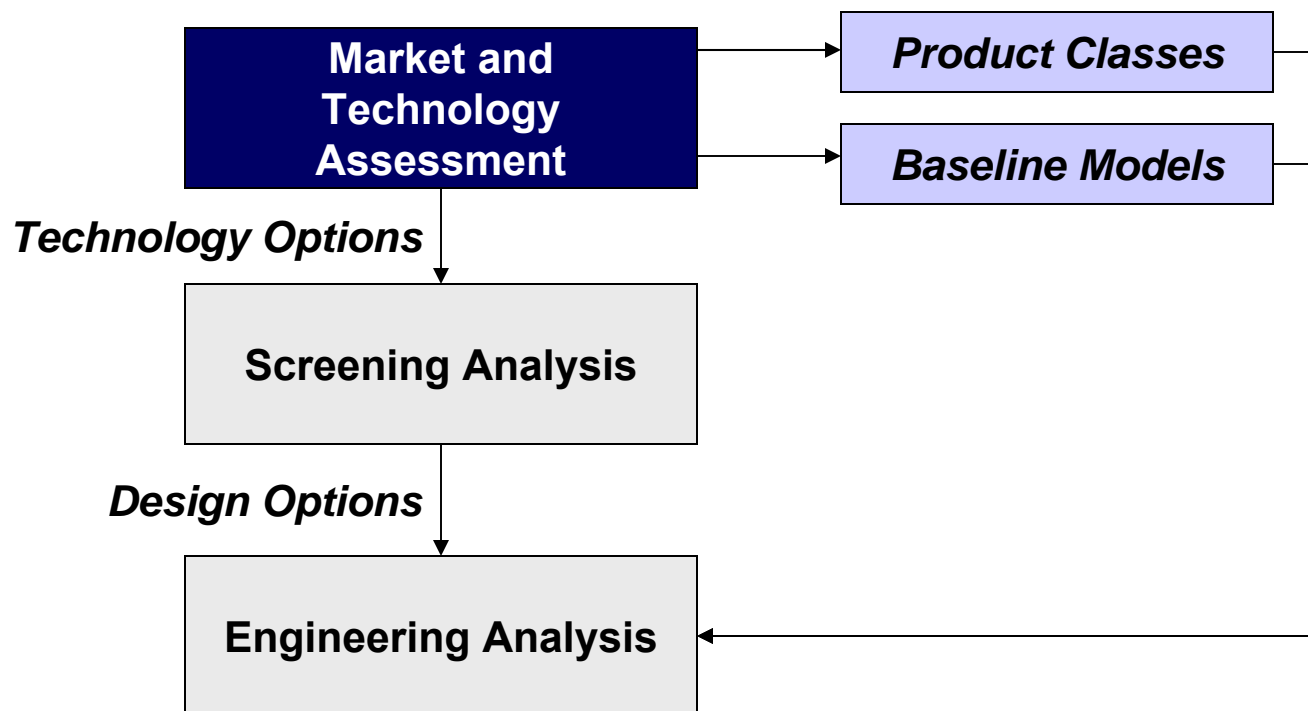 Market and
Technology
Assessment
Product Classes
Baseline Models
Technology Options
Screening Analysis
Design Options
Engineering Analysis